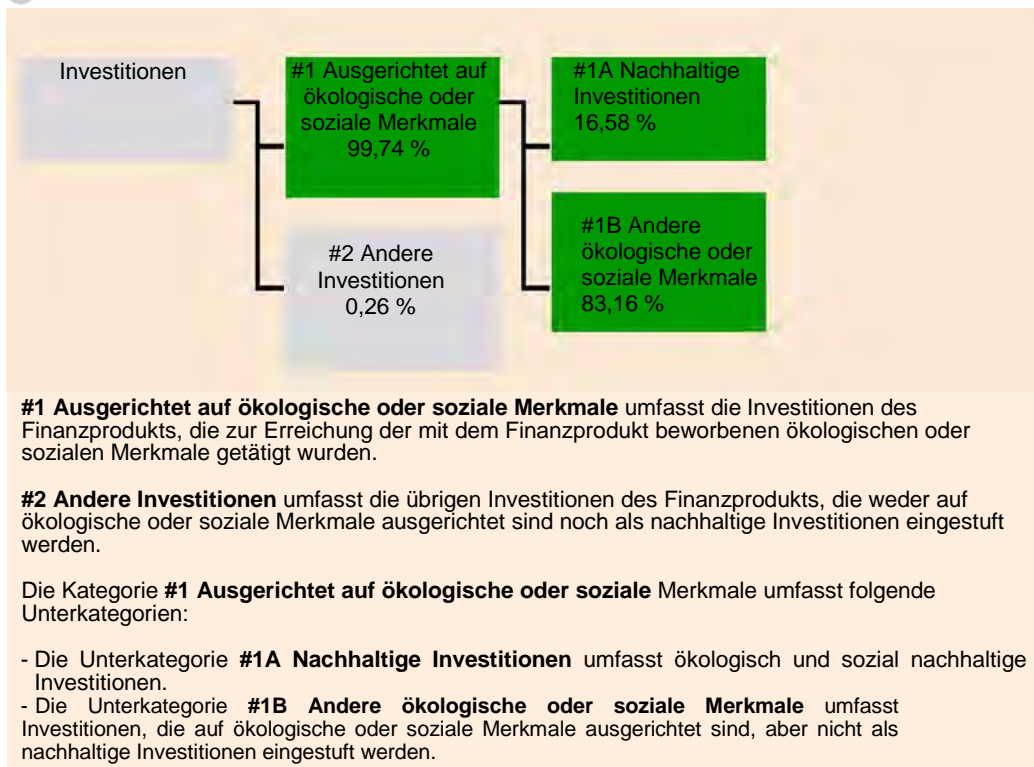 Investitionen
#1 Ausgerichtet auf
ökologische oder
soziale Merkmale
99,74 %
#2 Andere
Investitionen
0,26 %
#1A Nachhaltige
Investitionen
16,58 %
#1B Andere
ökologische oder
soziale Merkmale
83,16 %
#1 Ausgerichtet auf ökologische oder soziale Merkmale umfasst die Investitionen des
Finanzprodukts, die zur Erreichung der mit dem Finanzprodukt beworbenen ökologischen oder
sozialen Merkmale getätigt wurden.
#2 Andere Investitionen umfasst die übrigen Investitionen des Finanzprodukts, die weder auf
ökologische oder soziale Merkmale ausgerichtet sind noch als nachhaltige Investitionen eingestuft
werden.
Die Kategorie #1 Ausgerichtet auf ökologische oder soziale Merkmale umfasst folgende
Unterkategorien:
- Die Unterkategorie #1A Nachhaltige Investitionen umfasst ökologisch und sozial nachhaltige
Investitionen.
- Die Unterkategorie #1B Andere ökologische oder soziale Merkmale umfasst
Investitionen, die auf ökologische oder soziale Merkmale ausgerichtet sind, aber nicht als
nachhaltige Investitionen eingestuft werden.